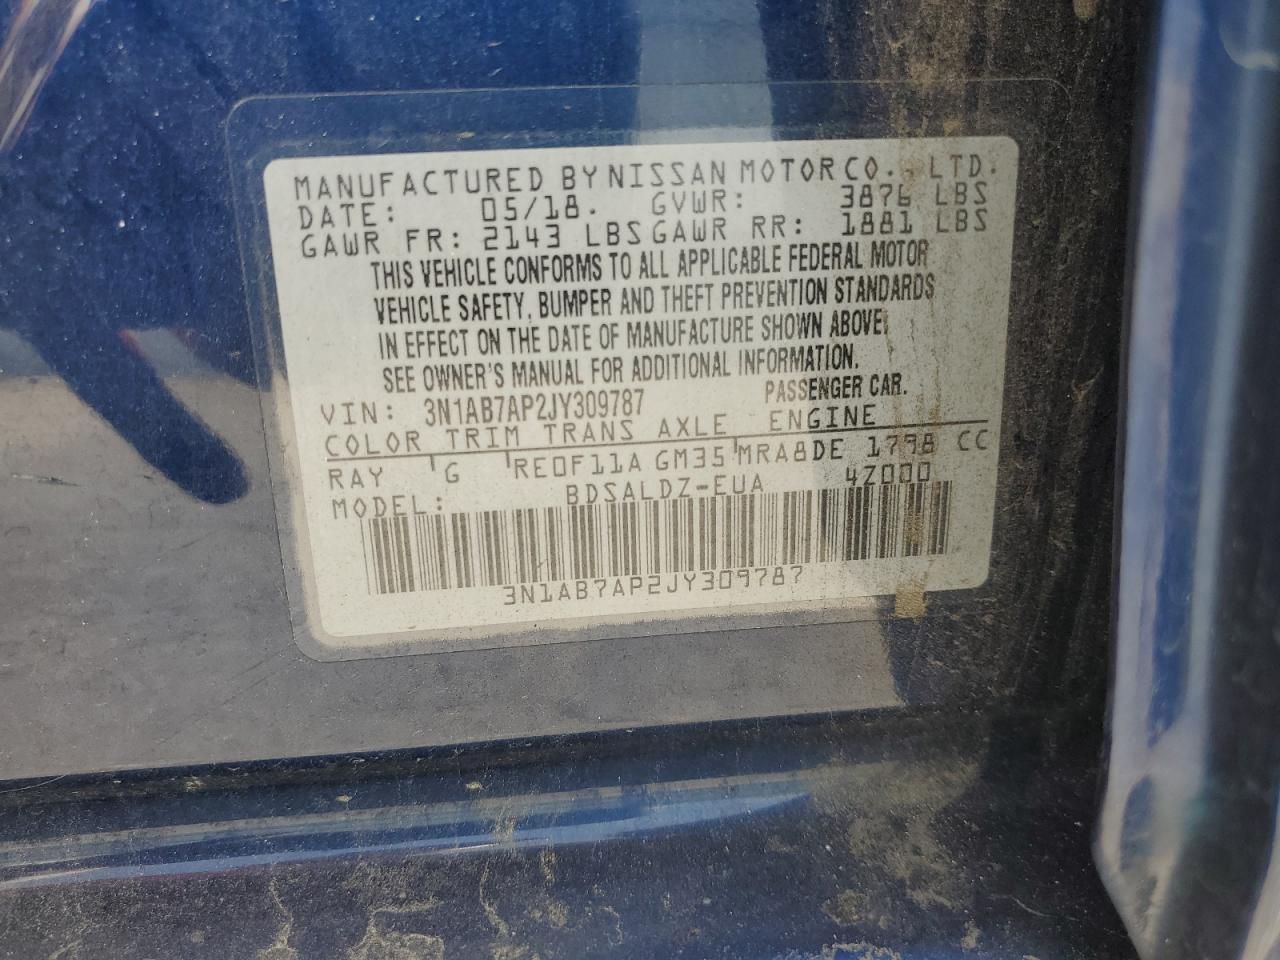 MANUFACTURED BY NISSAN MOTOR CO., LTD.
DATE: 05/18. GVWR: 3876 LBS
GAWR FR: 2143 LBS GAWR RR: 1881 LBS
THIS VEHICLE CONFORMS TO ALL APPLICABLE FEDERAL MOTOR
VEHICLE SAFETY, BUMPER AND THEFT PREVENTION STANDARDS
IN EFFECT ON THE DATE OF MANUFACTURE SHOWN ABOVE.
SEE OWNER'S MANUAL FOR ADDITIONAL INFORMATION.
VIN: 3N1AB7AP2JY309787 PASSENGER CAR.
COLOR TRIM TRANS AXLE ENGINE
RAY G RE0F11A GM35 MRA8DE 1798 CC
MODEL: BDSALDZ-EUA 4Z000
3N1AB7AP2JY309787